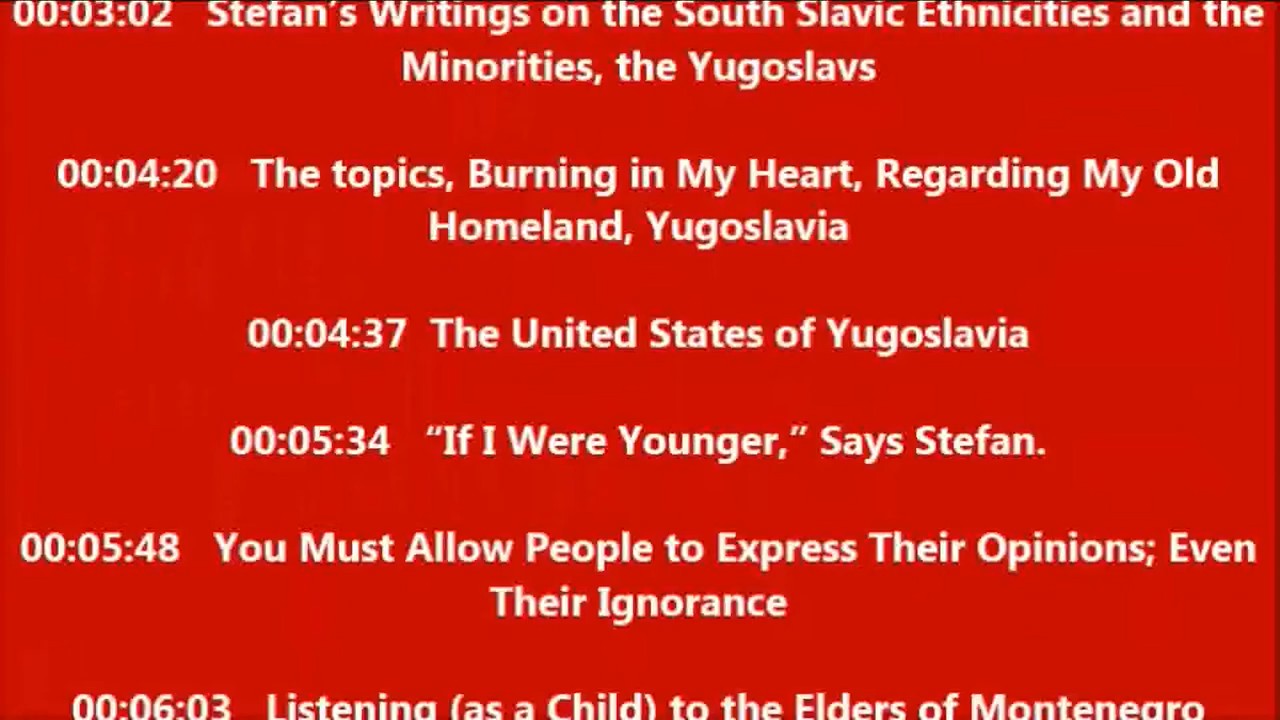 00:03:02 Stefan’s Writings on the South Slavic Ethnicities and the
Minorities, the Yugoslavs
00:04:20 The topics, Burning in My Heart, Regarding My Old
Homeland, Yugoslavia
00:04:37 The United States of Yugoslavia
00:05:34 “If I Were Younger,” Says Stefan.
00:05:48 You Must Allow People to Express Their Opinions; Even
Their Ignorance
00:06:03 Listening (as a Child) to the Elders of Montenegro